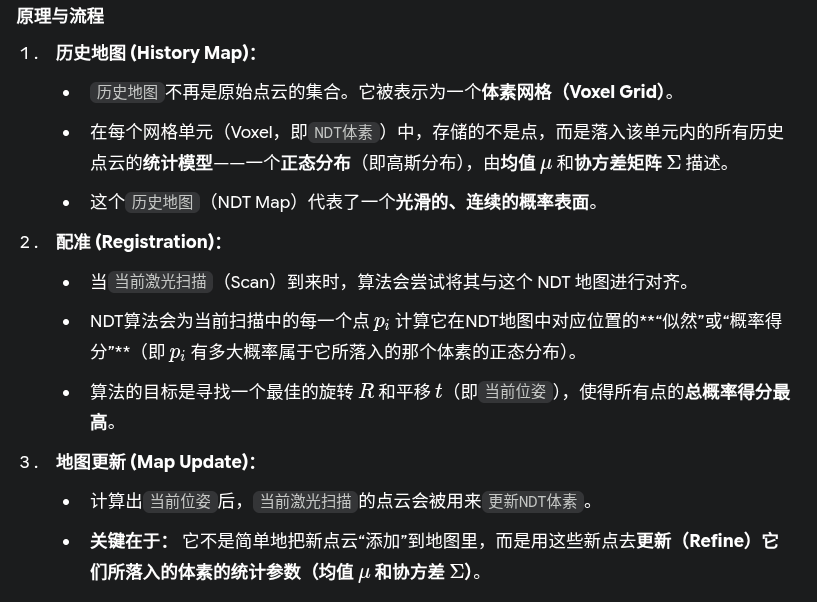 原理与流程
1. 历史地图 (History Map)：
• 历史地图 不再是原始点云的集合。它被表示为一个体素网格（Voxel Grid）。
• 在每个网格单元（Voxel，即 NDT体素 ）中，存储的不是点，而是落入该单元内的所有历史
点云的统计模型——一个正态分布（即高斯分布），由均值 μ 和协方差矩阵 Σ 描述。
• 这个 历史地图 （NDT Map）代表了一个光滑的、连续的概率表面。
2. 配准 (Registration)：
• 当 当前激光扫描 （Scan）到来时，算法会尝试将其与这个 NDT 地图进行对齐。
• NDT算法会为当前扫描中的每一个点 p_i 计算它在NDT地图中对应位置的**“似然”或“概率得
分”**（即 p_i 有多大概率属于它所落入的那个体素的正态分布）。
• 算法的目标是寻找一个最佳的旋转 R 和平移 t（即 当前位姿 ），使得所有点的总概率得分最
高。
3. 地图更新 (Map Update)：
• 计算出 当前位姿 后， 当前激光扫描 的点云会被用来 更新NDT体素 。
• 关键在于： 它不是简单地把新点云“添加”到地图里，而是用这些新点去更新（Refine）它
们所落入的体素的统计参数（均值 μ 和协方差 Σ）。